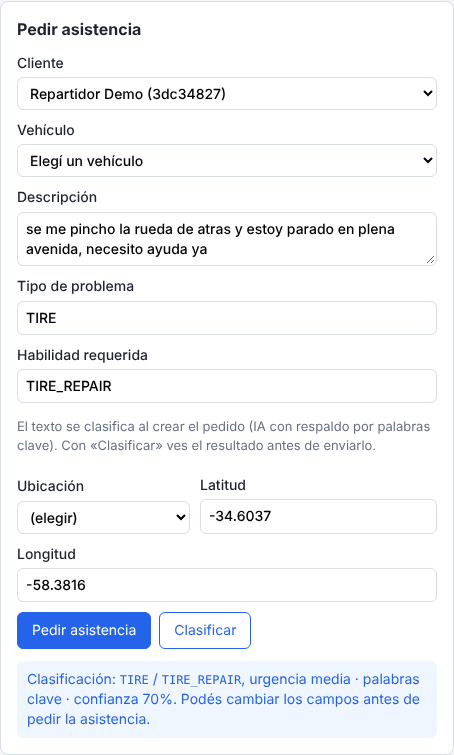 Pedir asistencia
Cliente
Repartidor Demo (3dc34827)
Vehículo
Elegí un vehículo
Descripción
se me pincho la rueda de atras y estoy parado en plena
avenida, necesito ayuda ya
Tipo de problema
TIRE
Habilidad requerida
TIRE_REPAIR
El texto se clasifica al crear el pedido (IA con respaldo por palabras
clave). Con «Clasificar» ves el resultado antes de enviarlo.
Ubicación
(elegir)
Latitud
-34.6037
Longitud
-58.3816
Pedir asistencia
Clasificar
Clasificación: TIRE / TIRE_REPAIR, urgencia media · palabras
clave · confianza 70%. Podés cambiar los campos antes de
pedir la asistencia.